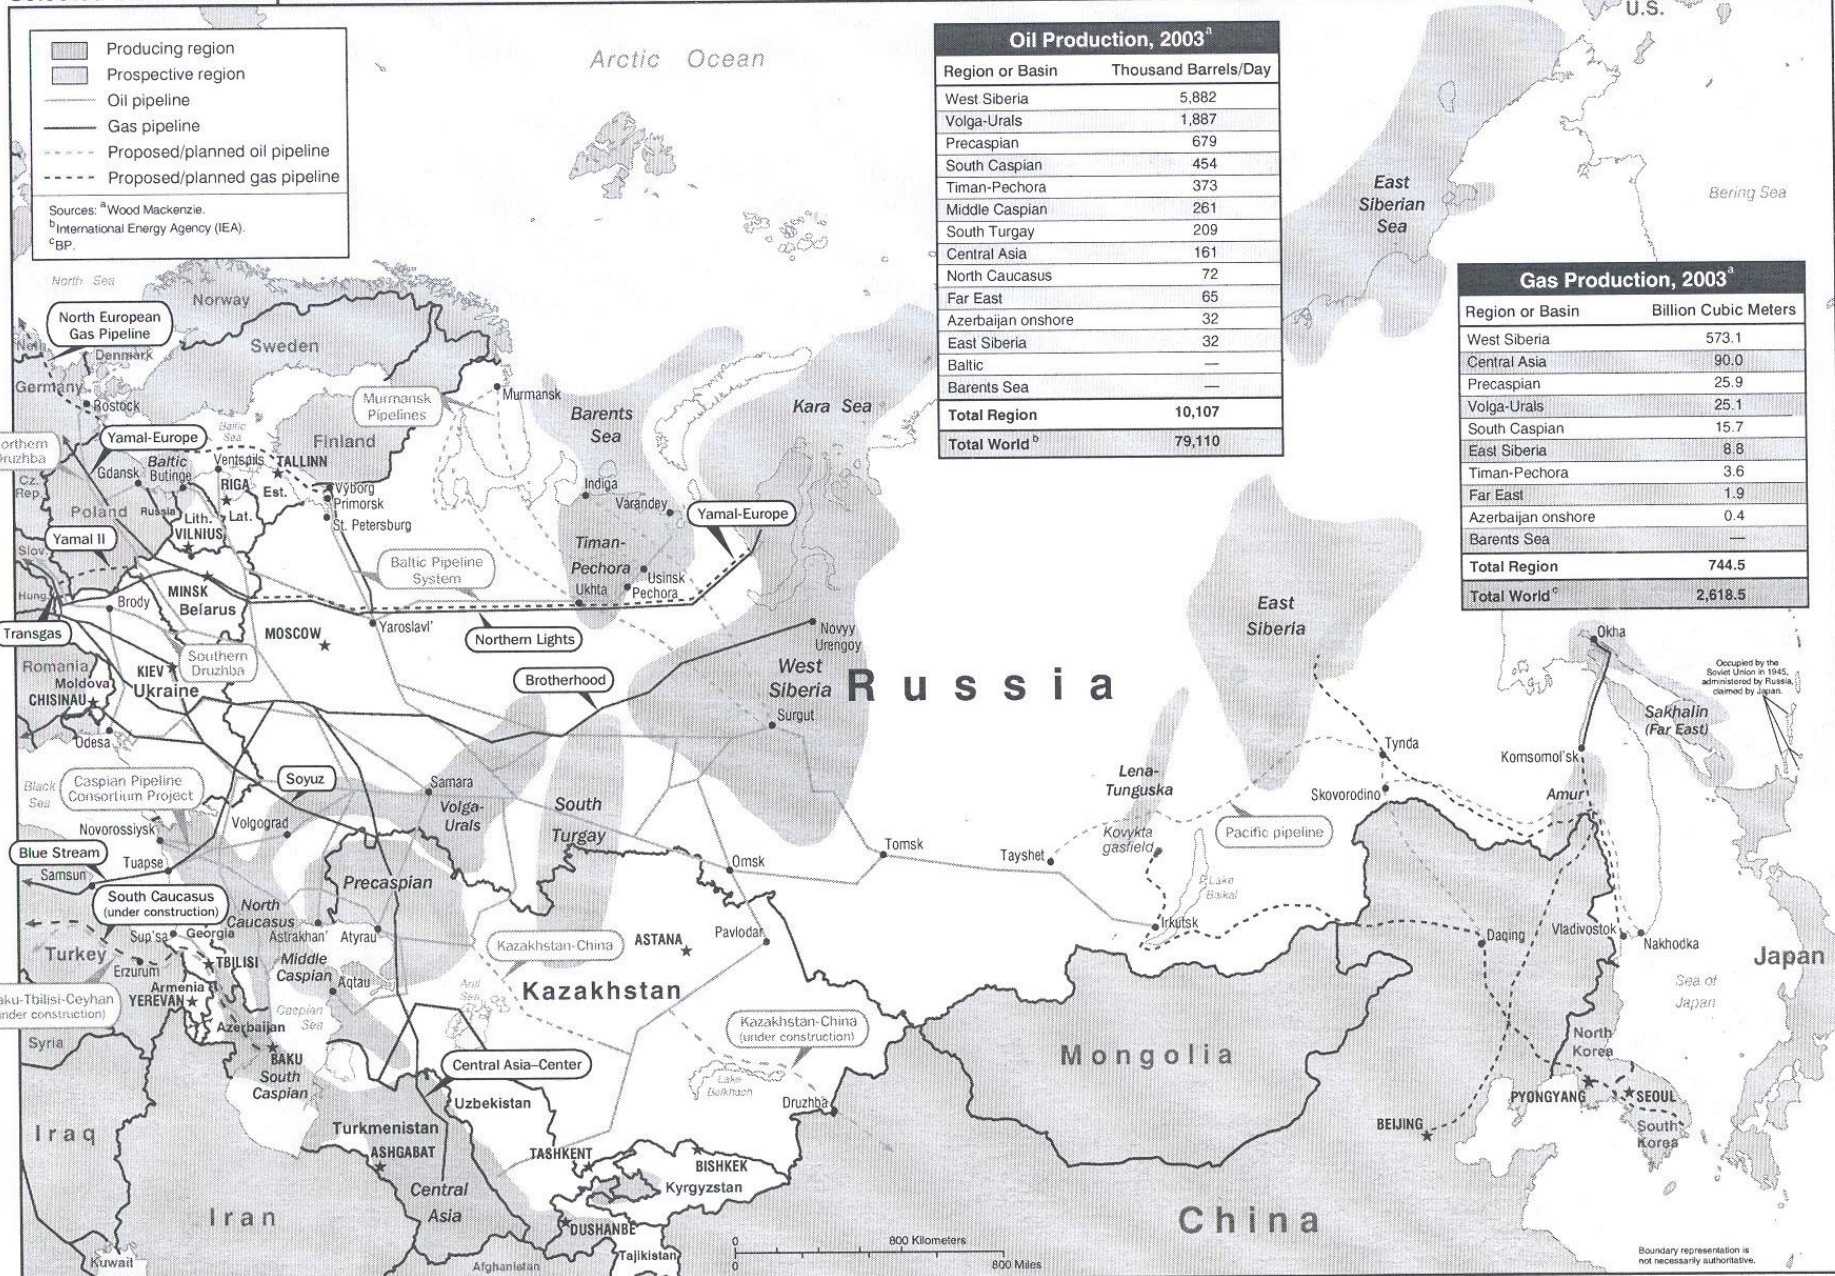 U.S.
Producing region
Prospective region
Oil pipeline
Gas pipeline
Proposed/planned oil pipeline
Proposed/planned gas pipeline
Sources: a Wood Mackenzie.
b International Energy Agency (IEA).
c BP.
Arctic Ocean
Oil Production, 2003 a
Region or Basin Thousand Barrels/Day
West Siberia 5,882
Volga-Urals 1,887
Precaspian 679
South Caspian 454
Timan-Pechora 373
Middle Caspian 261
South Turgay 209
Central Asia 161
North Caucasus 72
Far East 65
Azerbaijan onshore 32
East Siberia 32
Baltic —
Barents Sea —
Total Region 10,107
Total World b 79,110
East
Siberian
Sea
Bering Sea
Gas Production, 2003 a
Region or Basin Billion Cubic Meters
West Siberia 573.1
Central Asia 90.0
Precaspian 25.9
Volga-Urals 25.1
South Caspian 15.7
East Siberia 8.8
Timan-Pechora 3.6
Far East 1.9
Azerbaijan onshore 0.4
Barents Sea —
Total Region 744.5
Total World c 2,618.5
North Sea
North European
Gas Pipeline
Norway
Sweden
Neth.
Denmark
Germany
Rostock
Murmansk
Pipelines
Murmansk
Barents
Sea
Kara Sea
Finland
Baltic
Sea
Yamal-Europe
Gdansk
Baltic
Butinge
Ventspils
TALLINN
RIGA
Est.
Vyborg
Primorsk
St. Petersburg
Cz.
Rep.
Poland
Russia
Lat.
Lith.
VILNIUS
Yamal II
Slov.
Hung.
Indiga
Varandey
Yamal-Europe
Timan-
Pechora
Usinsk
Pechora
Ukhta
Baltic Pipeline
System
MINSK
Belarus
Brody
Transgas
MOSCOW
Yaroslavl'
Northern Lights
Novyy
Urengoy
West
Siberia
Surgut
Russia
East
Siberia
Romania
Moldova
CHISINAU
KIEV
Ukraine
Southern
Druzhba
Brotherhood
Odesa
Okha
Occupied by the
Soviet Union in 1945,
administered by Russia,
claimed by Japan.
Sakhalin
(Far East)
Komsomol'sk
Amur
Tynda
Skovorodino
Lena-
Tunguska
Kovykta
gasfield
Pacific pipeline
Black
Sea
Caspian Pipeline
Consortium Project
Soyuz
Samara
Volga-
Urals
South
Turgay
Novorossiysk
Volgograd
Blue Stream
Tuapse
Samsun
Omsk
Tomsk
Tayshet
Lake
Baikal
Irkutsk
Precaspian
South Caucasus
(under construction)
North
Caucasus
Astrakhan'
Atyrau
Sup'sa
Georgia
Turkey
Erzurum
TBILISI
Armenia
YEREVAN
Azerbaijan
BAKU
Middle
Caspian
Aqtau
Caspian
Sea
South
Caspian
Syria
Kazakhstan-China
ASTANA
Pavlodar
Aral
Sea
Kazakhstan
Kazakhstan-China
(under construction)
Lake
Balkhash
Druzhba
Daqing
Vladivostok
Nakhodka
Japan
Sea of
Japan
Mongolia
North
Korea
PYONGYANG
SEOUL
South
Korea
BEIJING
Central Asia–Center
Uzbekistan
Turkmenistan
ASHGABAT
Central
Asia
TASHKENT
BISHKEK
Kyrgyzstan
DUSHANBE
Tajikistan
Afghanistan
Iraq
Iran
Kuwait
China
0 800 Kilometers
0 800 Miles
Boundary representation is
not necessarily authoritative.